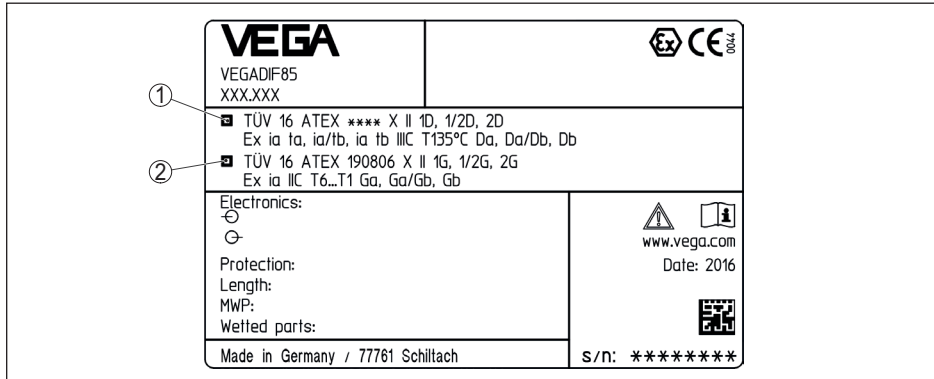 VEGA
VEGADIF85
XXX.XXX
Ex CE 0044
1
TÜV 16 ATEX **** X II 1D, 1/2D, 2D
Ex ia ta, ia/tb, ia tb IIIC T135°C Da, Da/Db, Db
2
TÜV 16 ATEX 190806 X II 1G, 1/2G, 2G
Ex ia IIC T6...T1 Ga, Ga/Gb, Gb
Electronics:
Protection:
Length:
MWP:
Wetted parts:
i
www.vega.com
Date: 2016
Made in Germany / 77761 Schiltach
s/n: ********